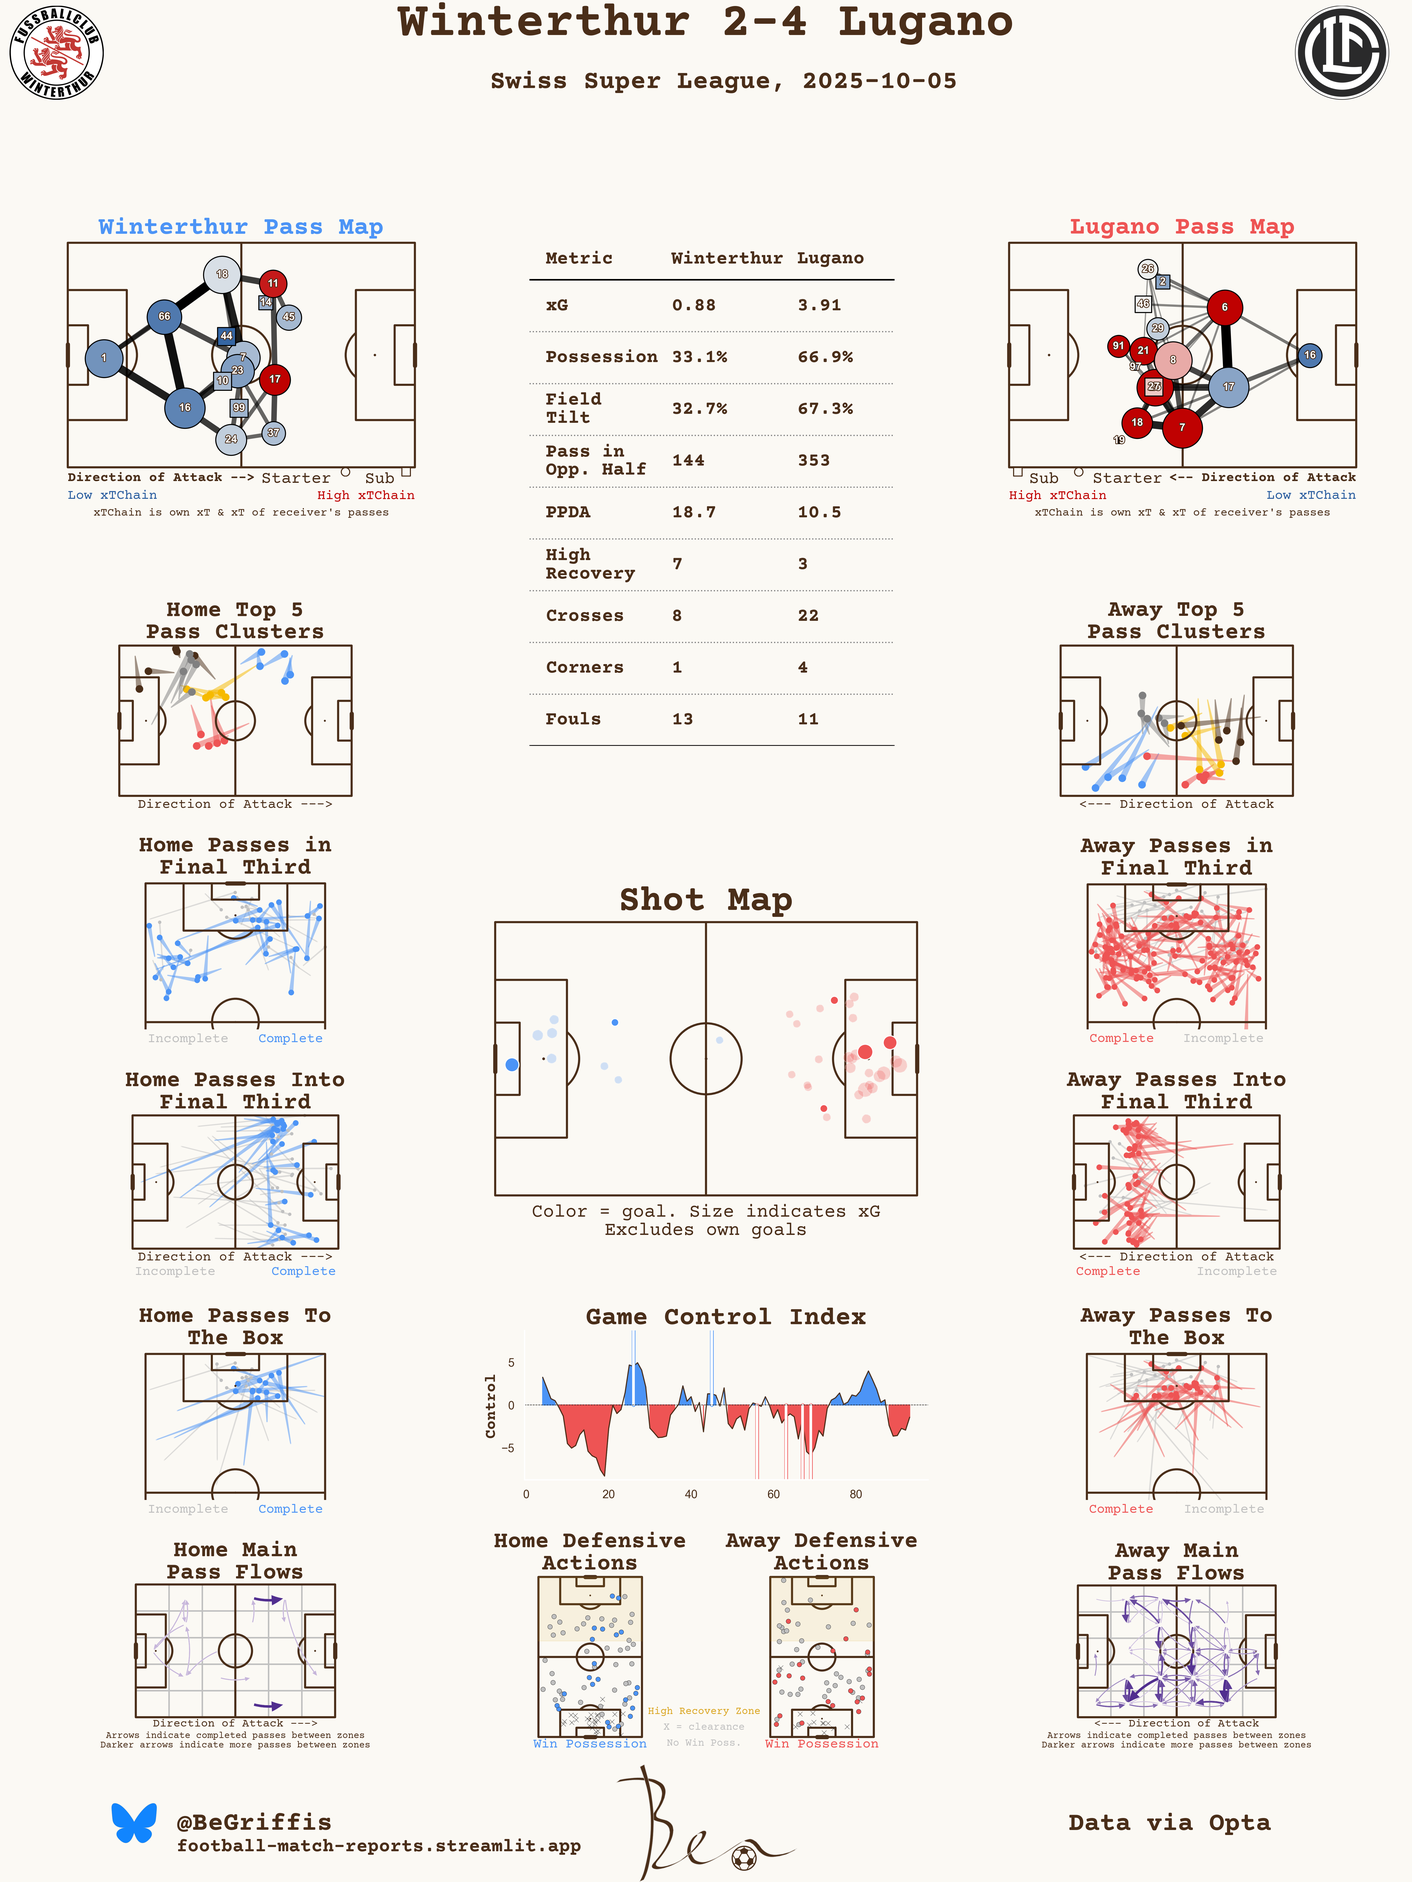 Winterthur 2-4 Lugano
Swiss Super League, 2025-10-05
FUSSBALLCLUB
WINTERTHUR
Winterthur Pass Map
18
11
14
45
66
44
1
7
23
10
17
16
99
24
37
Direction of Attack --> Starter Sub
Low xTChain High xTChain
xTChain is own xT & xT of receiver's passes
Metric Winterthur Lugano
xG 0.88 3.91
Possession 33.1% 66.9%
Field
Tilt 32.7% 67.3%
Pass in
Opp. Half 144 353
PPDA 18.7 10.5
High
Recovery 7 3
Crosses 8 22
Corners 1 4
Fouls 13 11
Lugano Pass Map
26
2
46
6
29
91
21
8
16
97
17
18
7
19
Sub Starter <-- Direction of Attack
High xTChain Low xTChain
xTChain is own xT & xT of receiver's passes
Home Top 5
Pass Clusters
Direction of Attack --->
Away Top 5
Pass Clusters
<--- Direction of Attack
Home Passes in
Final Third
Incomplete Complete
Away Passes in
Final Third
Complete Incomplete
Shot Map
Color = goal. Size indicates xG
Excludes own goals
Home Passes Into
Final Third
Direction of Attack --->
Incomplete Complete
Away Passes Into
Final Third
<--- Direction of Attack
Complete Incomplete
Home Passes To
The Box
Incomplete Complete
Game Control Index
Control
5
0
−5
0 20 40 60 80
Away Passes To
The Box
Complete Incomplete
Home Main
Pass Flows
Direction of Attack --->
Arrows indicate completed passes between zones
Darker arrows indicate more passes between zones
Home Defensive
Actions
Win Possession
High Recovery Zone
X = clearance
No Win Poss.
Away Defensive
Actions
Win Possession
Away Main
Pass Flows
<--- Direction of Attack
Arrows indicate completed passes between zones
Darker arrows indicate more passes between zones
@BeGriffis
football-match-reports.streamlit.app
Ben
Data via Opta